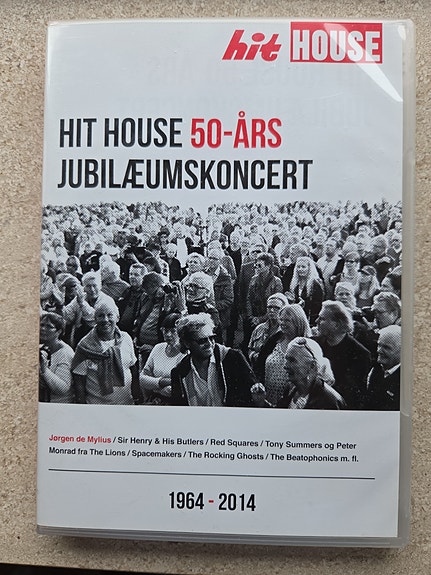 hit HOUSE
HIT HOUSE 50-ÅRS
JUBILÆUMSKONCERT
Jørgen de Mylius / Sir Henry & His Butlers / Red Squares / Tony Summers og Peter
Monrad fra The Lions / Spacemakers / The Rocking Ghosts / The Beatophonics m. fl.
1964 - 2014